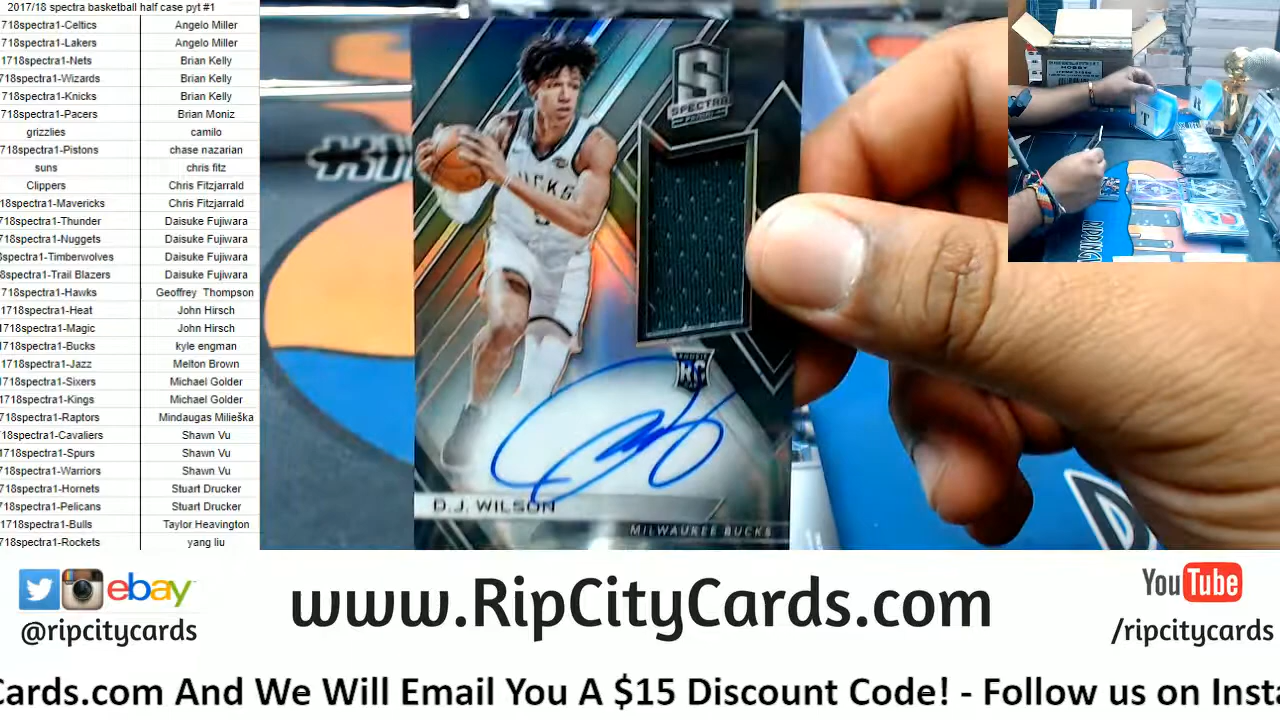 2017/18 spectra basketball half case pyt #1
718spectra1-Celtics Angelo Miller
718spectra1-Lakers Angelo Miller
1718spectra1-Nets Brian Kelly
718spectra1-Wizards Brian Kelly
718spectra1-Knicks Brian Kelly
718spectra1-Pacers Brian Moniz
grizzlies camilo
718spectra1-Pistons chase nazarian
suns chris fitz
Clippers Chris Fitzjarrald
718spectra1-Mavericks Chris Fitzjarrald
718spectra1-Thunder Daisuke Fujiwara
718spectra1-Nuggets Daisuke Fujiwara
8spectra1-Timberwolves Daisuke Fujiwara
8spectra1-Trail Blazers Daisuke Fujiwara
718spectra1-Hawks Geoffrey Thompson
1718spectra1-Heat John Hirsch
1718spectra1-Magic John Hirsch
1718spectra1-Bucks kyle engman
1718spectra1-Jazz Melton Brown
718spectra1-Sixers Michael Golder
718spectra1-Kings Michael Golder
718spectra1-Raptors Mindaugas Milieška
18spectra1-Cavaliers Shawn Vu
718spectra1-Spurs Shawn Vu
718spectra1-Warriors Shawn Vu
718spectra1-Hornets Stuart Drucker
718spectra1-Pelicans Stuart Drucker
1718spectra1-Bulls Taylor Heavington
718spectra1-Rockets yang liu
S
SPECTRA
BUCKS
D.J. WILSON
MILWAUKEE BUCKS
HOBBY
T
R
ebay
@ripcitycards
www.RipCityCards.com
YouTube
/ripcitycards
Cards.com And We Will Email You A $15 Discount Code! - Follow us on Insta